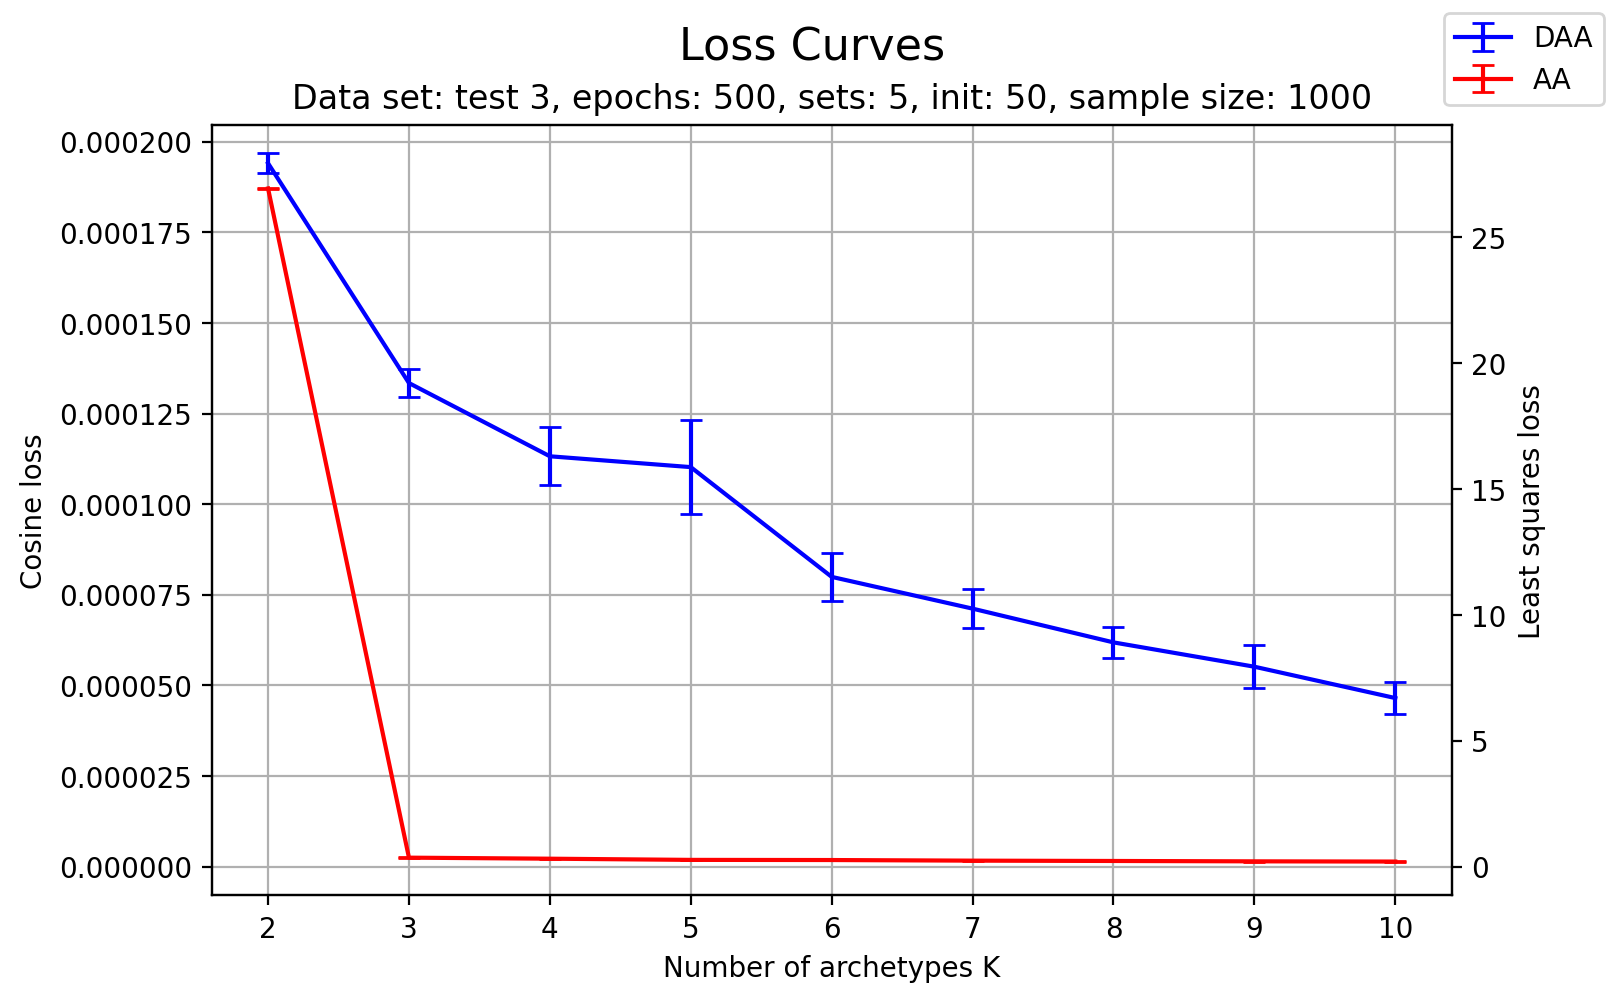 Loss Curves
Data set: test 3, epochs: 500, sets: 5, init: 50, sample size: 1000
DAA
AA
Cosine loss
0.000200
0.000175
0.000150
0.000125
0.000100
0.000075
0.000050
0.000025
0.000000
25
20
15
10
5
0
Least squares loss
2 3 4 5 6 7 8 9 10
Number of archetypes K